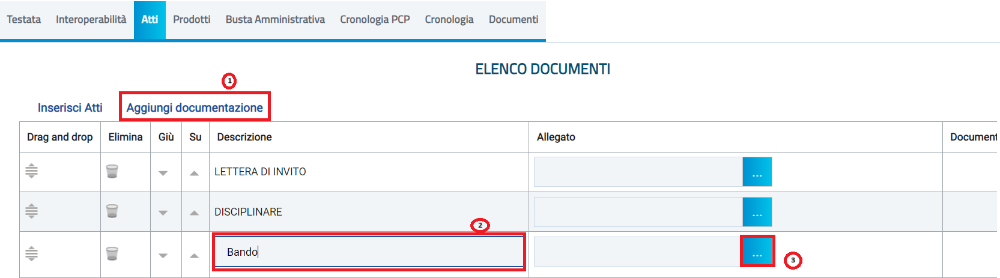 Testata Interoperabilità Atti Prodotti Busta Amministrativa Cronologia PCP Cronologia Documenti
ELENCO DOCUMENTI
1
Inserisci Atti Aggiungi documentazione
Drag and drop Elimina Giù Su Descrizione Allegato Document
LETTERA DI INVITO ...
DISCIPLINARE ...
2
Bando ...
3